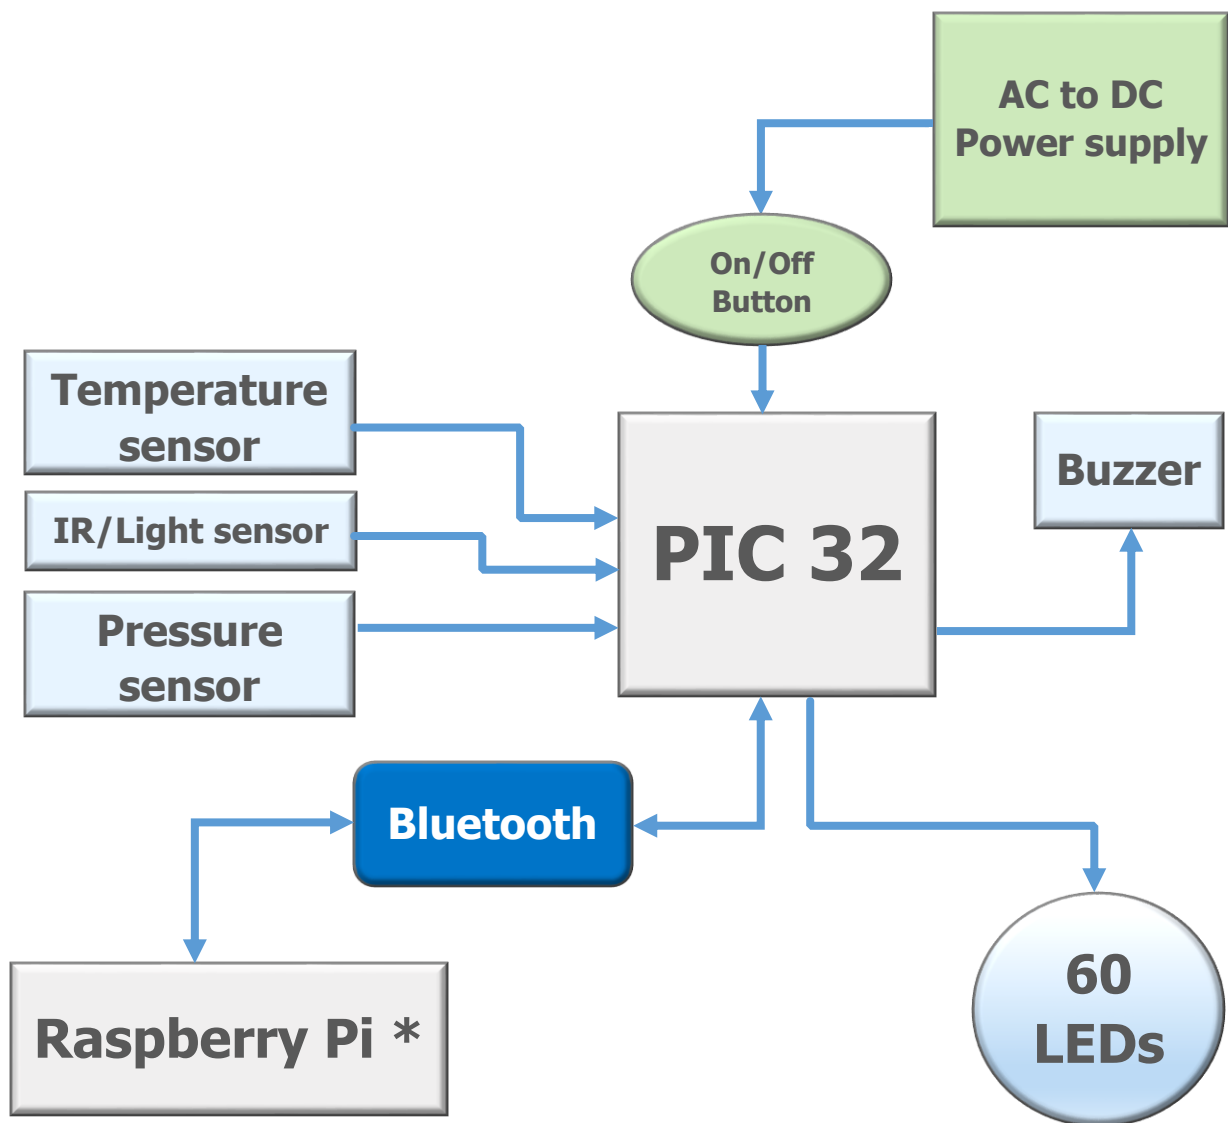 AC to DC
Power supply
On/Off
Button
Temperature
sensor
IR/Light sensor
Pressure
sensor
PIC 32
Buzzer
Bluetooth
Raspberry Pi *
60
LEDs